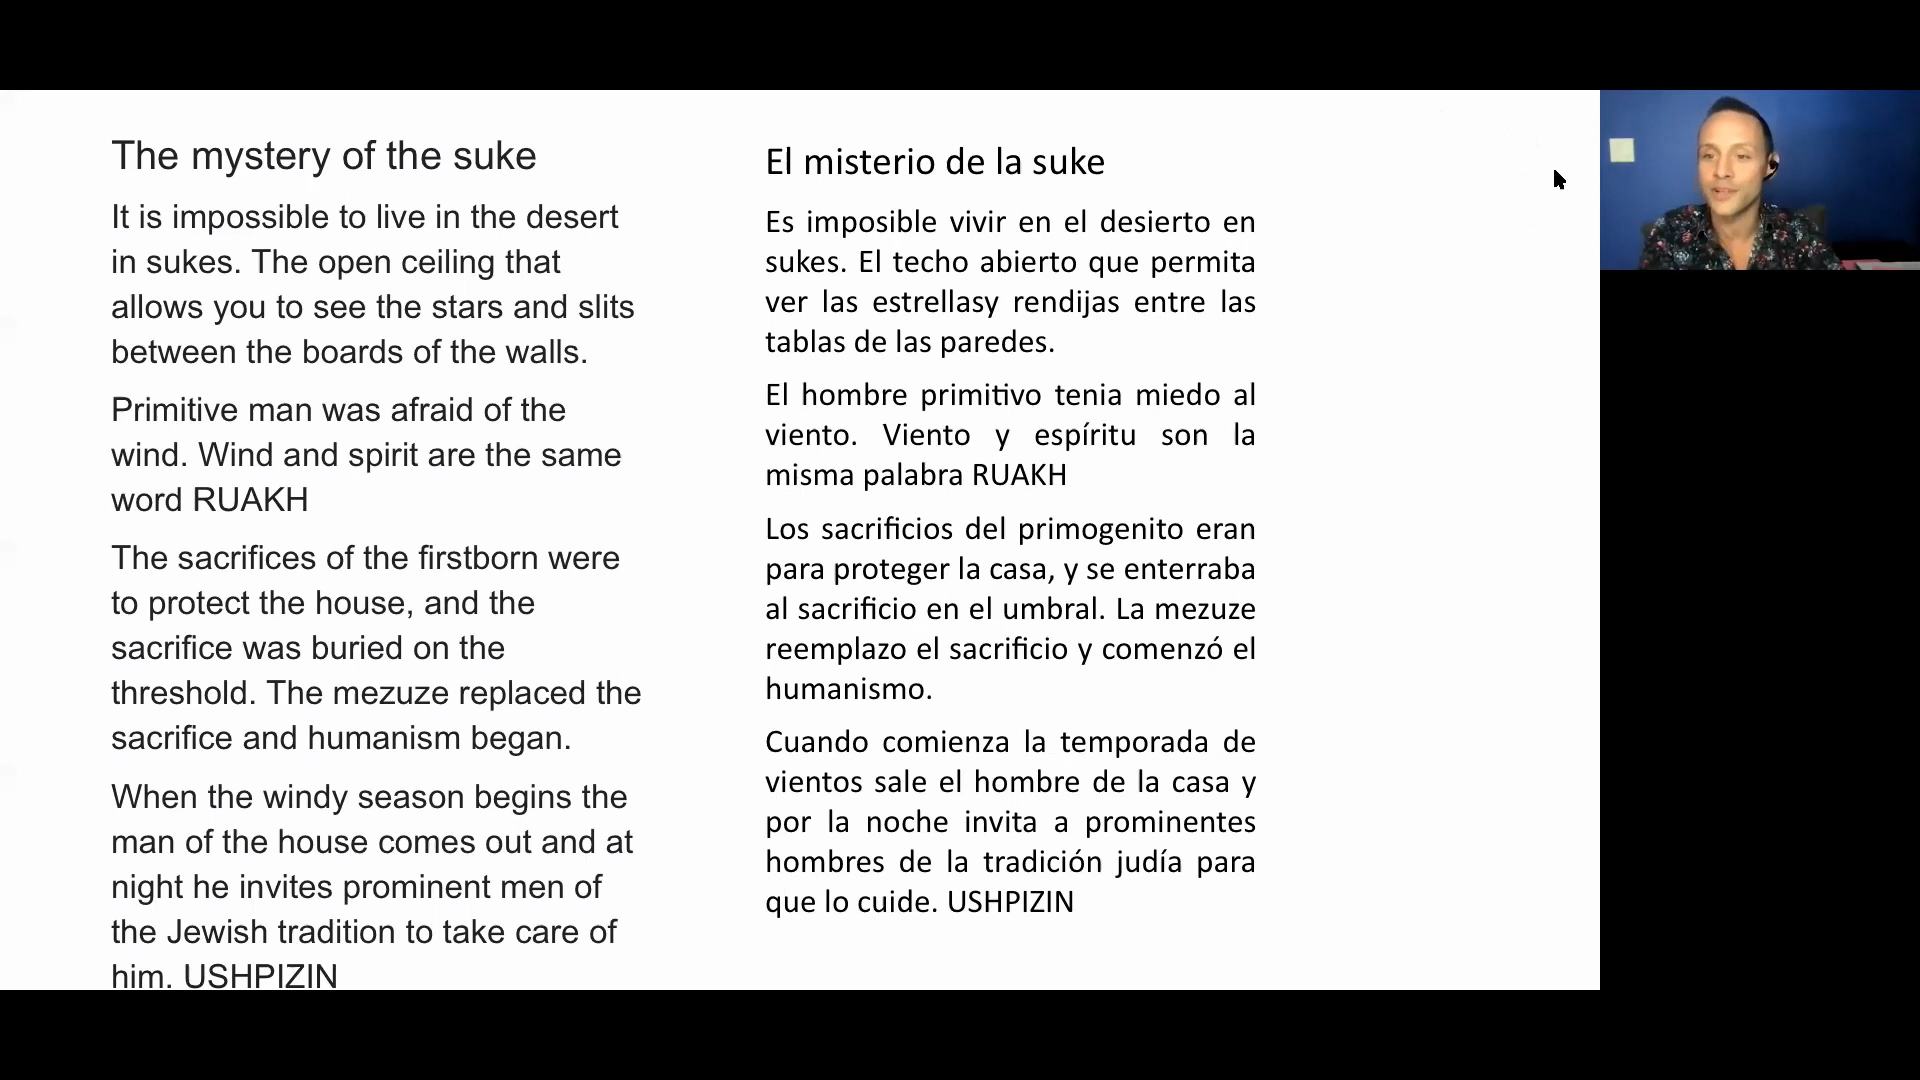 The mystery of the suke
It is impossible to live in the desert
in sukes. The open ceiling that
allows you to see the stars and slits
between the boards of the walls.
Primitive man was afraid of the
wind. Wind and spirit are the same
word RUAKH
The sacrifices of the firstborn were
to protect the house, and the
sacrifice was buried on the
threshold. The mezuze replaced the
sacrifice and humanism began.
When the windy season begins the
man of the house comes out and at
night he invites prominent men of
the Jewish tradition to take care of
him. USHPIZIN
El misterio de la suke
Es imposible vivir en el desierto en
sukes. El techo abierto que permita
ver las estrellasy rendijas entre las
tablas de las paredes.
El hombre primitivo tenia miedo al
viento. Viento y espíritu son la
misma palabra RUAKH
Los sacrificios del primogenito eran
para proteger la casa, y se enterraba
al sacrificio en el umbral. La mezuze
reemplazo el sacrificio y comenzó el
humanismo.
Cuando comienza la temporada de
vientos sale el hombre de la casa y
por la noche invita a prominentes
hombres de la tradición judía para
que lo cuide. USHPIZIN